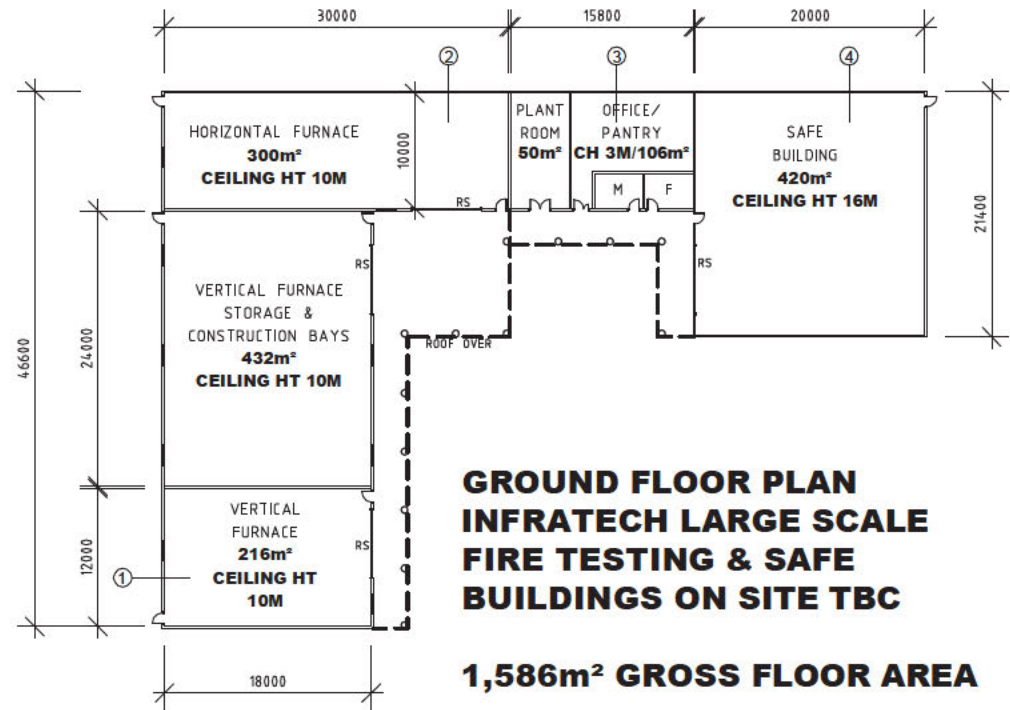 30000
15800
20000
②
③
④
HORIZONTAL FURNACE
300m²
CEILING HT 10M
10000
PLANT
ROOM
50m²
OFFICE/
PANTRY
CH 3M/106m²
M
F
SAFE
BUILDING
420m²
CEILING HT 16M
21400
RS
RS
RS
VERTICAL FURNACE
STORAGE &
CONSTRUCTION BAYS
432m²
CEILING HT 10M
ROOF OVER
46600
24000
12000
VERTICAL
FURNACE
216m²
CEILING HT
10M
RS
①
18000
GROUND FLOOR PLAN
INFRATECH LARGE SCALE
FIRE TESTING & SAFE
BUILDINGS ON SITE TBC
1,586m² GROSS FLOOR AREA